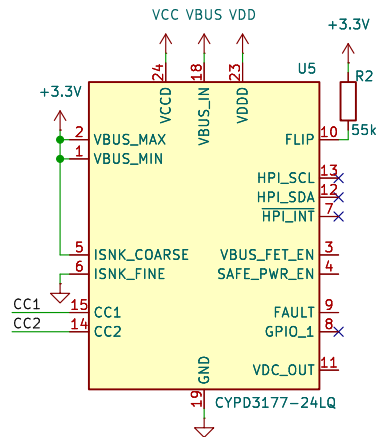 VCC VBUS VDD
+3.3V
24 18 23
U5
+3.3V
VCCD
VBUS_IN
VDDD
R2
55k
2 VBUS_MAX
1 VBUS_MIN
FLIP 10
HPI_SCL 13
HPI_SDA 12
HPI_INT 7
5 ISNK_COARSE
6 ISNK_FINE
VBUS_FET_EN 3
SAFE_PWR_EN 4
CC1 15 CC1
CC2 14 CC2
FAULT 9
GPIO_1 8
VDC_OUT 11
GND
19
CYPD3177-24LQ